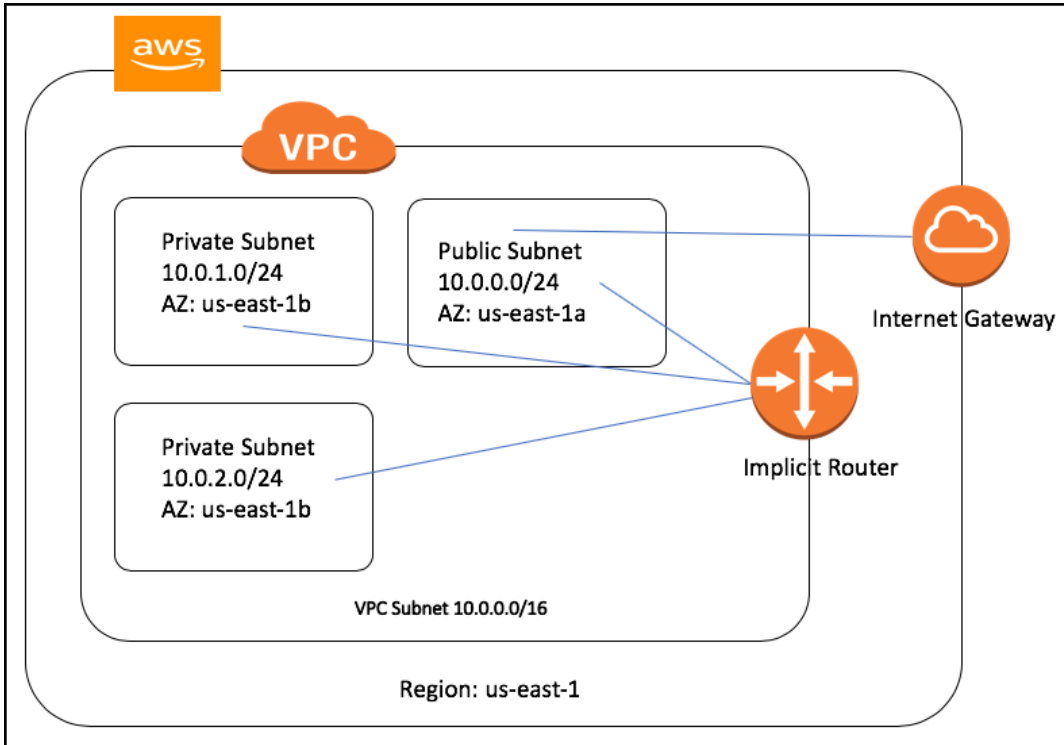 aws
VPC
Private Subnet
10.0.1.0/24
AZ: us-east-1b
Public Subnet
10.0.0.0/24
AZ: us-east-1a
Internet Gateway
Private Subnet
10.0.2.0/24
AZ: us-east-1b
Implicit Router
VPC Subnet 10.0.0.0/16
Region: us-east-1